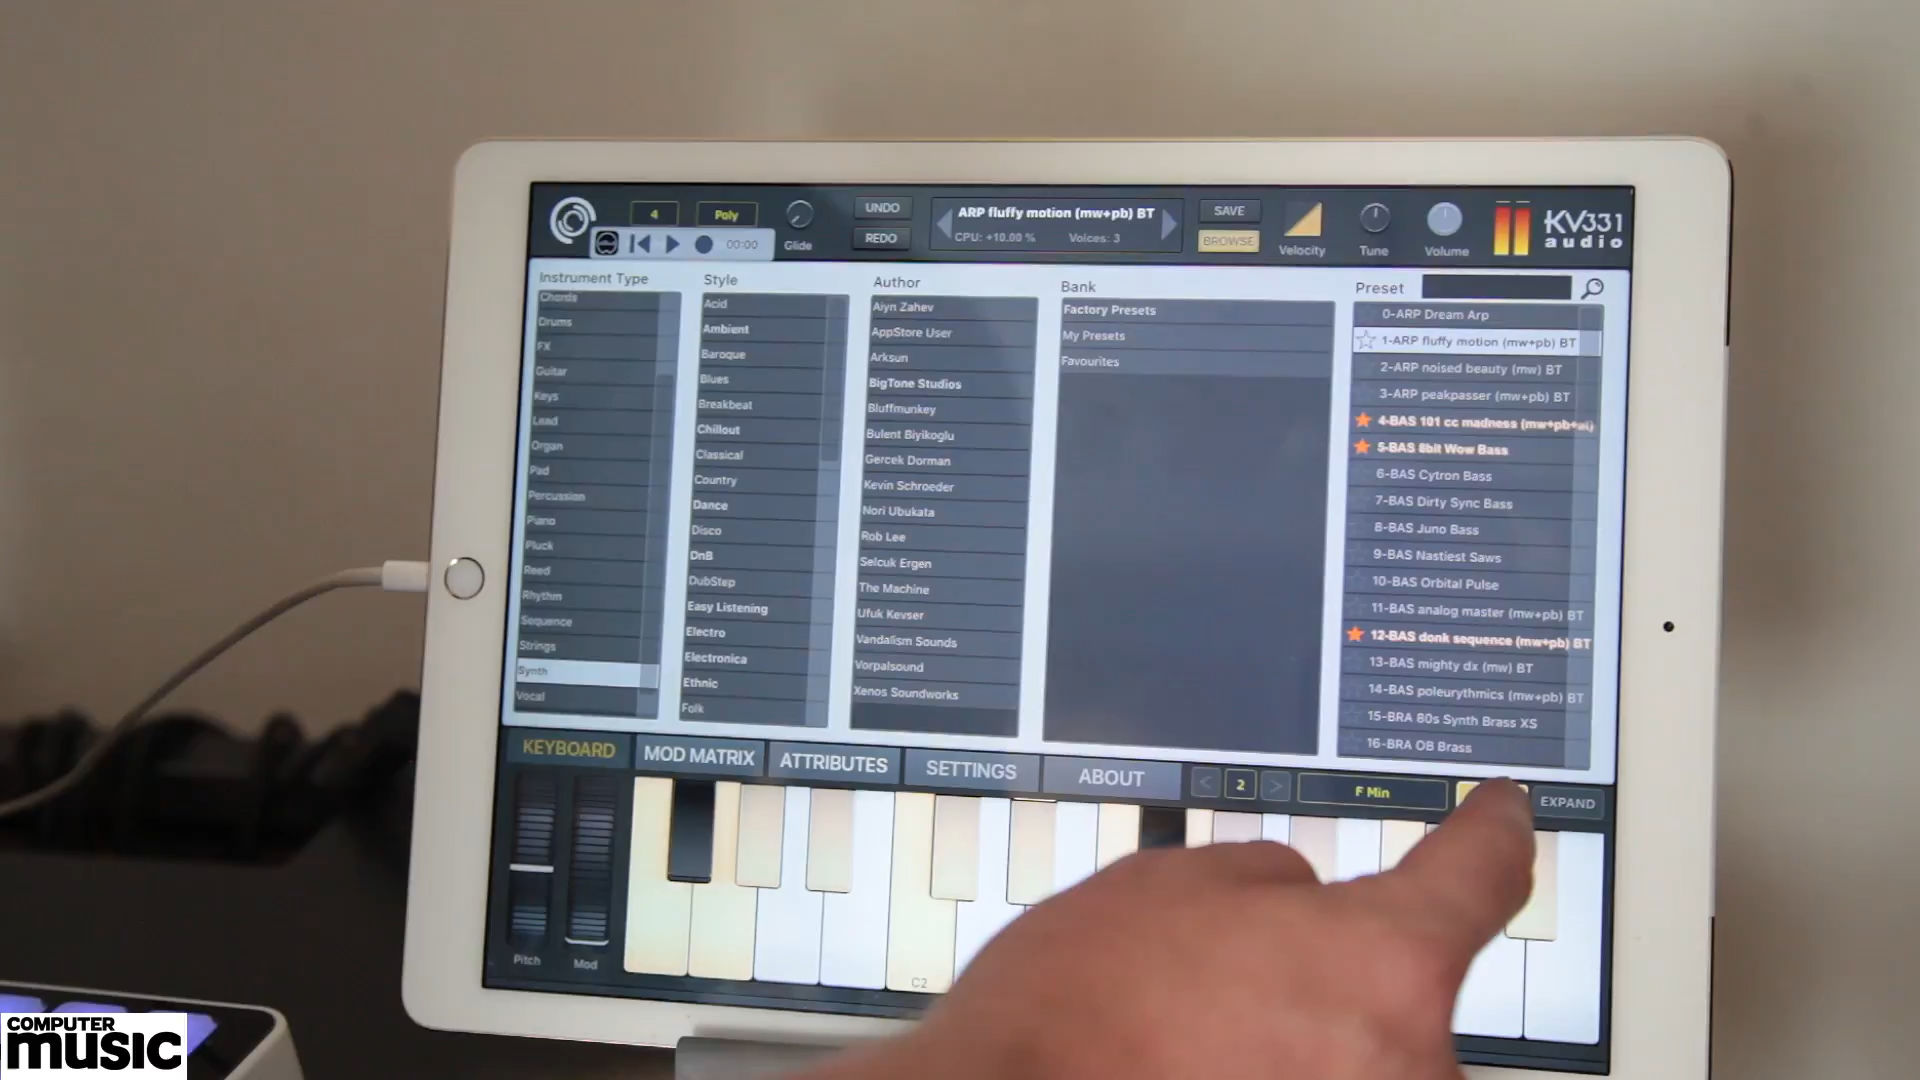 4
Poly
00:00
Glide
UNDO
REDO
ARP fluffy motion (mw+pb) BT
CPU: +10.00 %
Voices: 3
SAVE
BROWSE
Velocity
Tune
Volume
KV331
audio
Instrument Type
Chords
Drums
FX
Guitar
Keys
Lead
Organ
Pad
Percussion
Piano
Pluck
Reed
Rhythm
Sequence
Strings
Synth
Vocal
Style
Acid
Ambient
Baroque
Blues
Breakbeat
Chillout
Classical
Country
Dance
Disco
DnB
DubStep
Easy Listening
Electro
Electronica
Ethnic
Folk
Author
Aiyn Zahev
AppStore User
Arksun
BigTone Studios
Bluffmunkey
Bulent Biyikoglu
Gercek Dorman
Kevin Schroeder
Nori Ubukata
Rob Lee
Selcuk Ergen
The Machine
Ufuk Kevser
Vandalism Sounds
Vorpalsound
Xenos Soundworks
Bank
Factory Presets
My Presets
Favourites
Preset
0-ARP Dream Arp
1-ARP fluffy motion (mw+pb) BT
2-ARP noised beauty (mw) BT
3-ARP peakpasser (mw+pb) BT
4-BAS 101 cc madness (mw+pb+at)
5-BAS 8bit Wow Bass
6-BAS Cytron Bass
7-BAS Dirty Sync Bass
8-BAS Juno Bass
9-BAS Nastiest Saws
10-BAS Orbital Pulse
11-BAS analog master (mw+pb) BT
12-BAS donk sequence (mw+pb) BT
13-BAS mighty dx (mw) BT
14-BAS poleurythmics (mw+pb) BT
15-BRA 80s Synth Brass XS
16-BRA OB Brass
KEYBOARD
MOD MATRIX
ATTRIBUTES
SETTINGS
ABOUT
<
2
>
F Min
EXPAND
Pitch
Mod
C2
COMPUTER
music